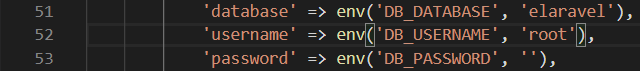 51 'database' => env('DB_DATABASE', 'elaravel'),
52 'username' => env('DB_USERNAME', 'root'),
53 'password' => env('DB_PASSWORD', ''),